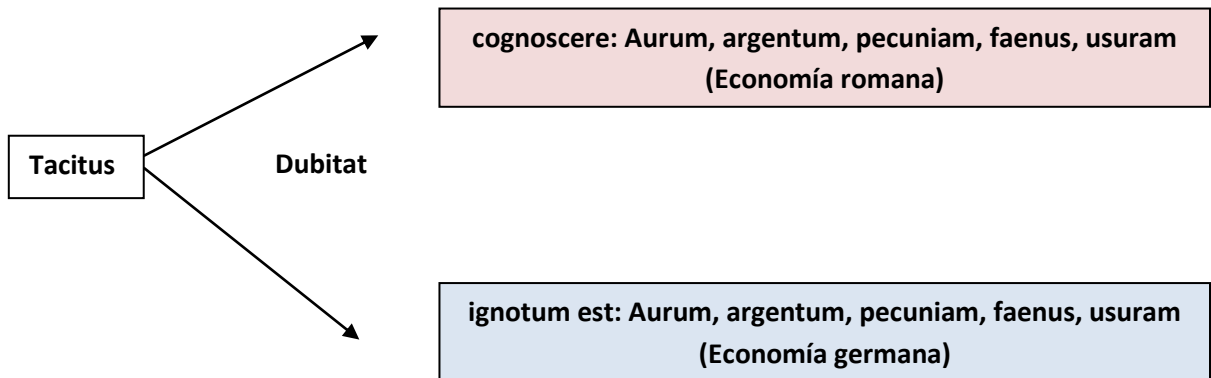 cognoscere: Aurum, argentum, pecuniam, faenus, usuram
(Economía romana)
Tacitus
Dubitat
ignotum est: Aurum, argentum, pecuniam, faenus, usuram
(Economía germana)